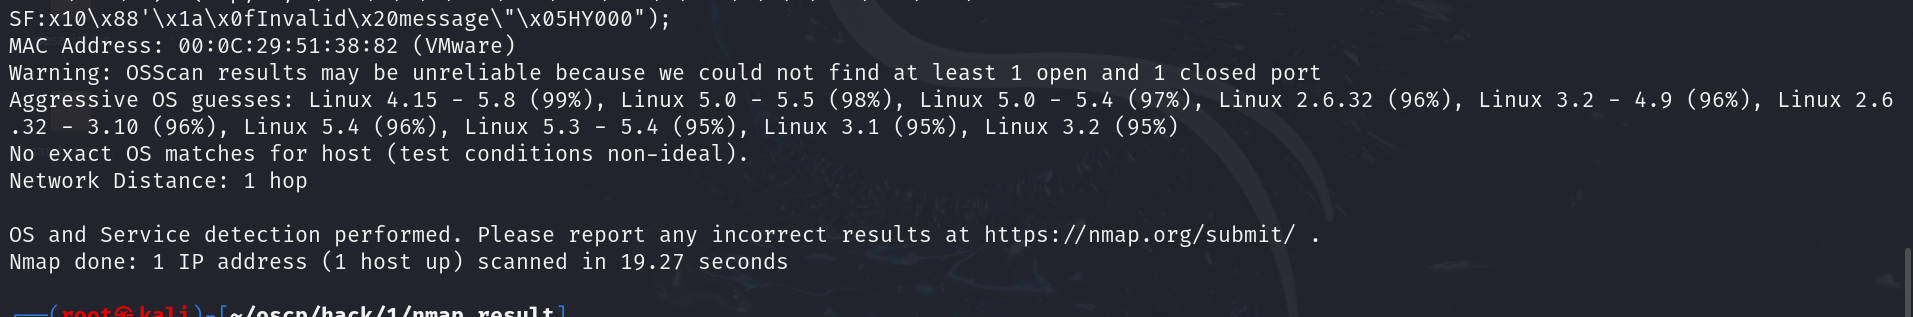 SF:x10\x88'\x1a\x0fInvalid\x20message\"\x05HY000");
MAC Address: 00:0C:29:51:38:82 (VMware)
Warning: OSScan results may be unreliable because we could not find at least 1 open and 1 closed port
Aggressive OS guesses: Linux 4.15 - 5.8 (99%), Linux 5.0 - 5.5 (98%), Linux 5.0 - 5.4 (97%), Linux 2.6.32 (96%), Linux 3.2 - 4.9 (96%), Linux 2.6
.32 - 3.10 (96%), Linux 5.4 (96%), Linux 5.3 - 5.4 (95%), Linux 3.1 (95%), Linux 3.2 (95%)
No exact OS matches for host (test conditions non-ideal).
Network Distance: 1 hop
OS and Service detection performed. Please report any incorrect results at https://nmap.org/submit/ .
Nmap done: 1 IP address (1 host up) scanned in 19.27 seconds
(root㉿kali)-[~/oscp/hack/1/nmap_result]